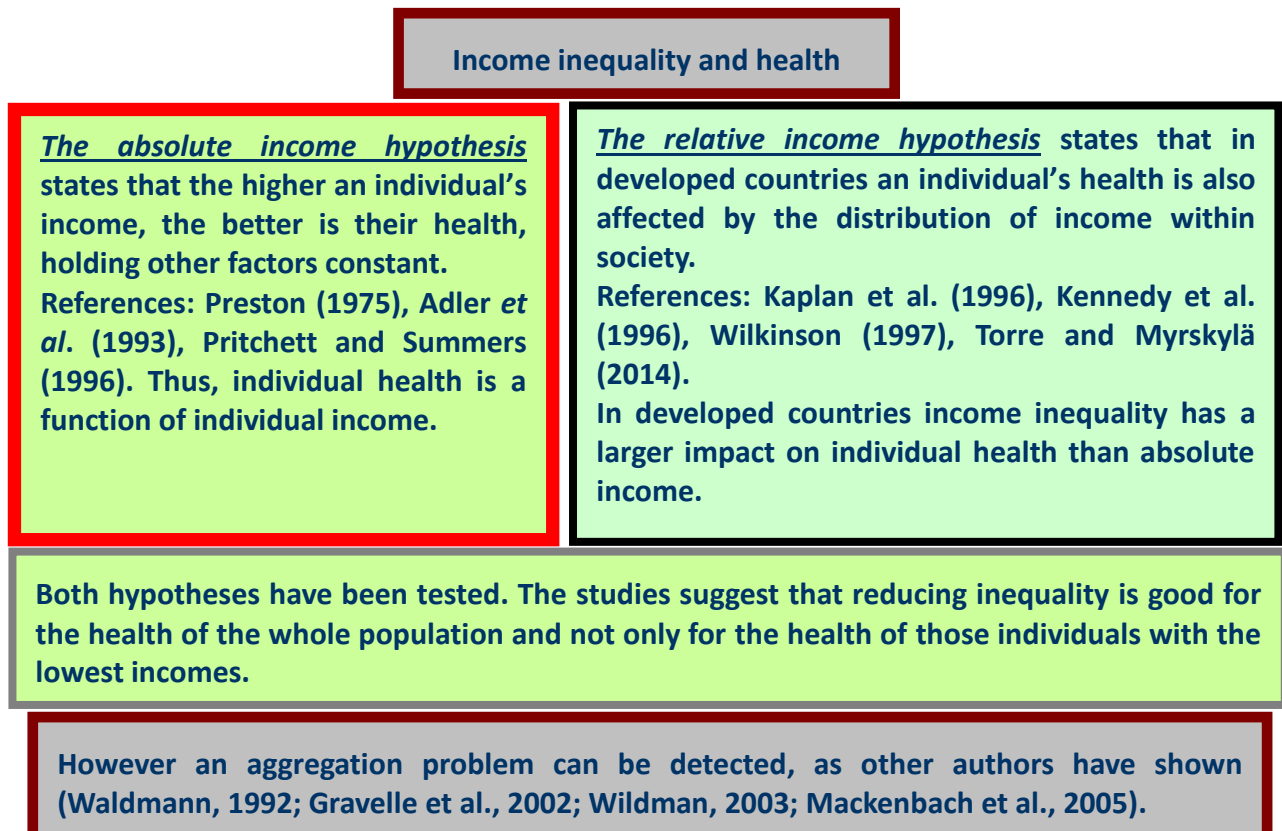 Income inequality and health
The absolute income hypothesis
states that the higher an individual's
income, the better is their health,
holding other factors constant.
References: Preston (1975), Adler et
al. (1993), Pritchett and Summers
(1996). Thus, individual health is a
function of individual income.
The relative income hypothesis states that in
developed countries an individual's health is also
affected by the distribution of income within
society.
References: Kaplan et al. (1996), Kennedy et al.
(1996), Wilkinson (1997), Torre and Myrskylä
(2014).
In developed countries income inequality has a
larger impact on individual health than absolute
income.
Both hypotheses have been tested. The studies suggest that reducing inequality is good for
the health of the whole population and not only for the health of those individuals with the
lowest incomes.
However an aggregation problem can be detected, as other authors have shown
(Waldmann, 1992; Gravelle et al., 2002; Wildman, 2003; Mackenbach et al., 2005).